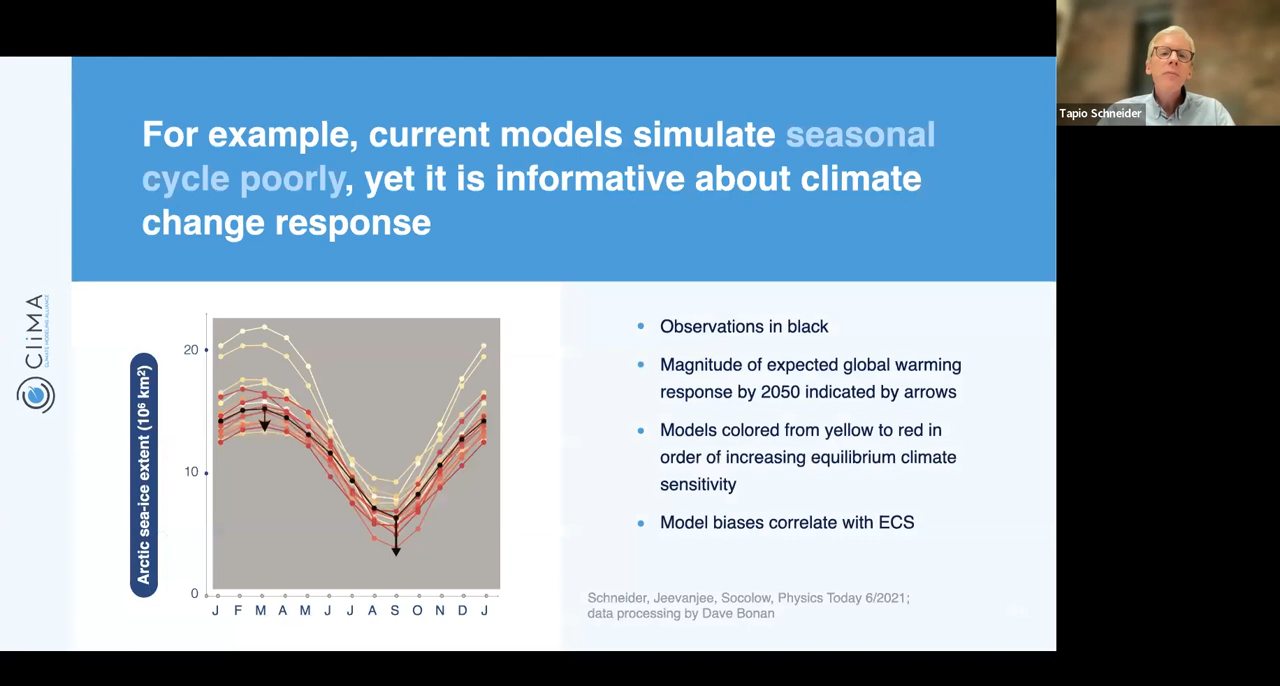 Tapio Schneider
For example, current models simulate seasonal
cycle poorly, yet it is informative about climate
change response
CliMA
CLIMATE MODELING ALLIANCE
Arctic sea-ice extent (10⁶ km²)
20
10
0
J F M A M J J A S O N D J
• Observations in black
• Magnitude of expected global warming
response by 2050 indicated by arrows
• Models colored from yellow to red in
order of increasing equilibrium climate
sensitivity
• Model biases correlate with ECS
Schneider, Jeevanjee, Socolow, Physics Today 6/2021;
data processing by Dave Bonan